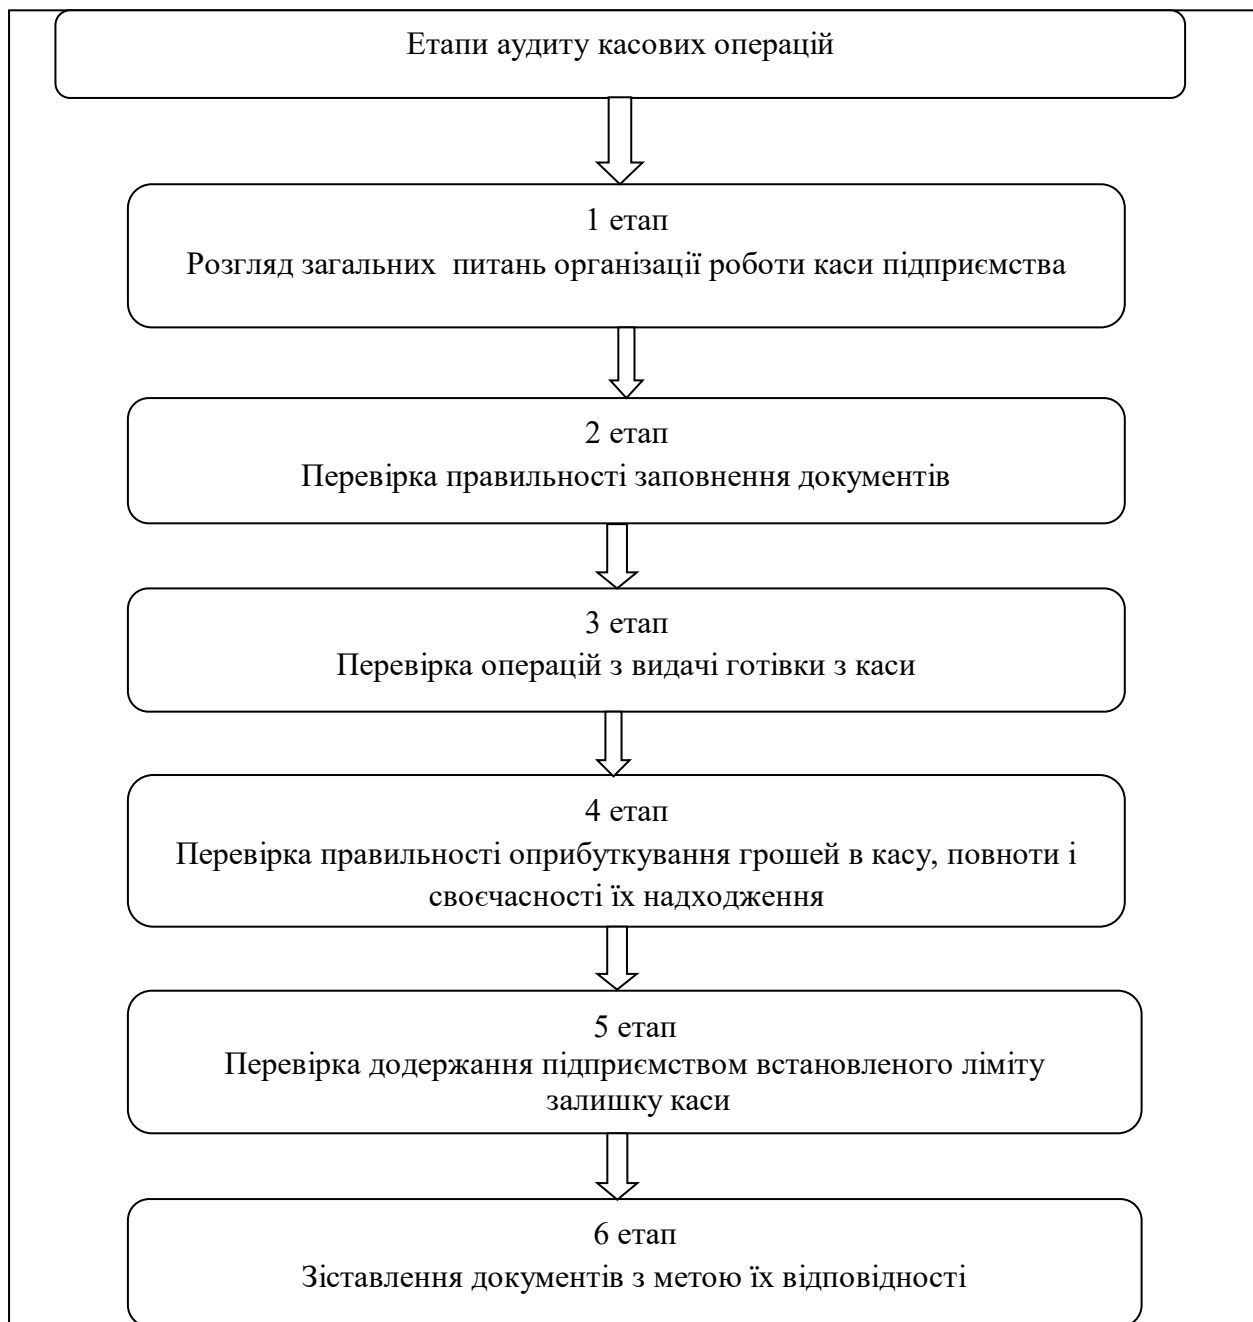 Етапи аудиту касових операцій
1 етап
Розгляд загальних питань організації роботи каси підприємства
2 етап
Перевірка правильності заповнення документів
3 етап
Перевірка операцій з видачі готівки з каси
4 етап
Перевірка правильності оприбуткування грошей в касу, повноти і
своєчасності їх надходження
5 етап
Перевірка додержання підприємством встановленого ліміту
залишку каси
6 етап
Зіставлення документів з метою їх відповідності